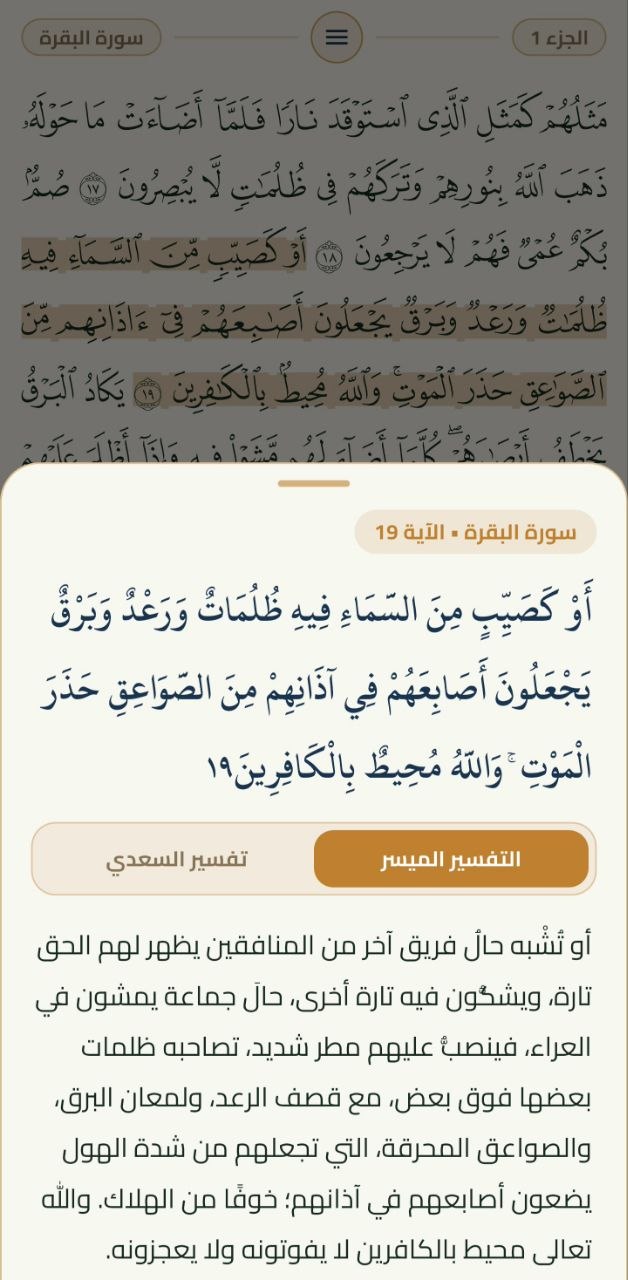 الجزء 1
سورة البقرة
مَثَلُهُمْ كَمَثَلِ ٱلَّذِى ٱسْتَوْقَدَ نَارًا فَلَمَّآ أَضَآءَتْ مَا حَوْلَهُۥ
ذَهَبَ ٱللَّهُ بِنُورِهِمْ وَتَرَكَهُمْ فِى ظُلُمَٰتٍ لَّا يُبْصِرُونَ ١٧ صُمٌّۢ
بُكْمٌ عُمْىٌ فَهُمْ لَا يَرْجِعُونَ ١٨ أَوْ كَصَيِّبٍ مِّنَ ٱلسَّمَآءِ فِيهِ
ظُلُمَٰتٌ وَرَعْدٌ وَبَرْقٌ يَجْعَلُونَ أَصَٰبِعَهُمْ فِىٓ ءَاذَانِهِم مِّنَ
ٱلصَّوَٰعِقِ حَذَرَ ٱلْمَوْتِ ۚ وَٱللَّهُ مُحِيطٌۢ بِٱلْكَٰفِرِينَ ١٩ يَكَادُ ٱلْبَرْقُ
يَخْطَفُ أَبْصَٰرَهُمْ ۖ كُلَّمَآ أَضَآءَ لَهُم مَّشَوْا۟ فِيهِ وَإِذَآ أَظْلَمَ عَلَيْهِمْ
سورة البقرة • الآية 19
أَوْ كَصَيِّبٍ مِنَ السَّمَاءِ فِيهِ ظُلُمَاتٌ وَرَعْدٌ وَبَرْقٌ
يَجْعَلُونَ أَصَابِعَهُمْ فِي آذَانِهِمْ مِنَ الصَّوَاعِقِ حَذَرَ
الْمَوْتِ ۚ وَاللَّهُ مُحِيطٌ بِالْكَافِرِينَ١٩
التفسير الميسر
تفسير السعدي
أو تُشْبه حالُ فريق آخر من المنافقين يظهر لهم الحق
تارة، ويشكُّون فيه تارة أخرى، حالَ جماعة يمشون في
العراء، فينصبُّ عليهم مطر شديد، تصاحبه ظلمات
بعضها فوق بعض، مع قصف الرعد، ولمعان البرق،
والصواعق المحرقة، التي تجعلهم من شدة الهول
يضعون أصابعهم في آذانهم؛ خوفًا من الهلاك. والله
تعالى محيط بالكافرين لا يفوتونه ولا يعجزونه.